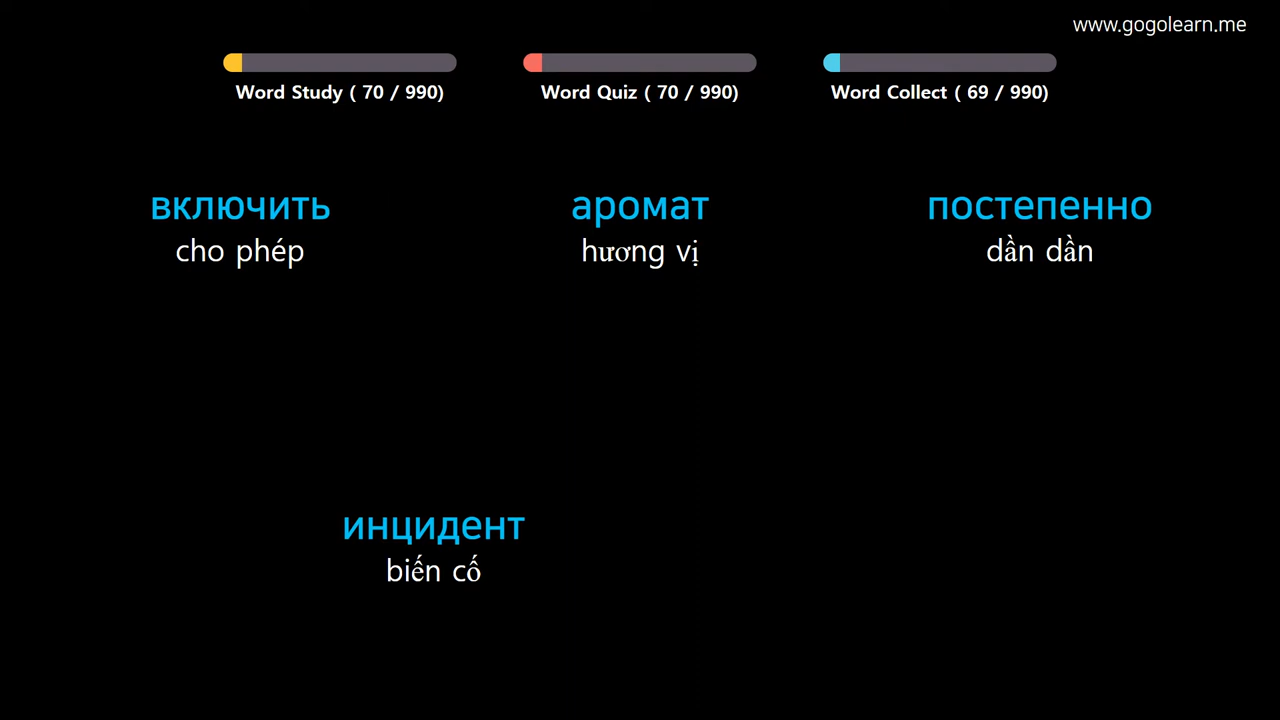 www.gogolearn.me
Word Study ( 70 / 990)
Word Quiz ( 70 / 990)
Word Collect ( 69 / 990)
включить
cho phép
аромат
hương vị
постепенно
dần dần
инцидент
biến cố